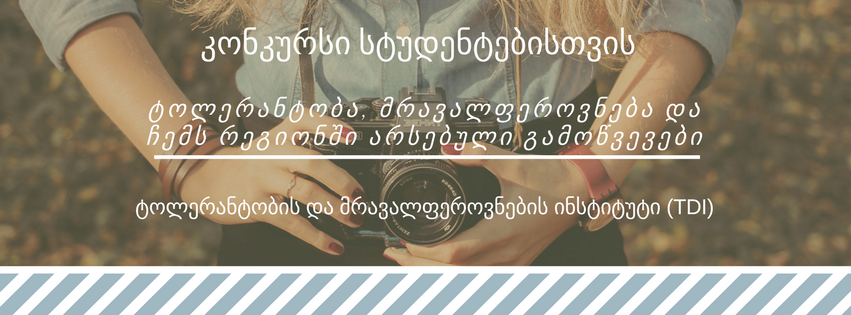 კონკურსი სტუდენტებისთვის
ტოლერანტობა, მრავალფეროვნება და
ჩემს რეგიონში არსებული გამოწვევები
ტოლერანტობის და მრავალფეროვნების ინსტიტუტი (TDI)